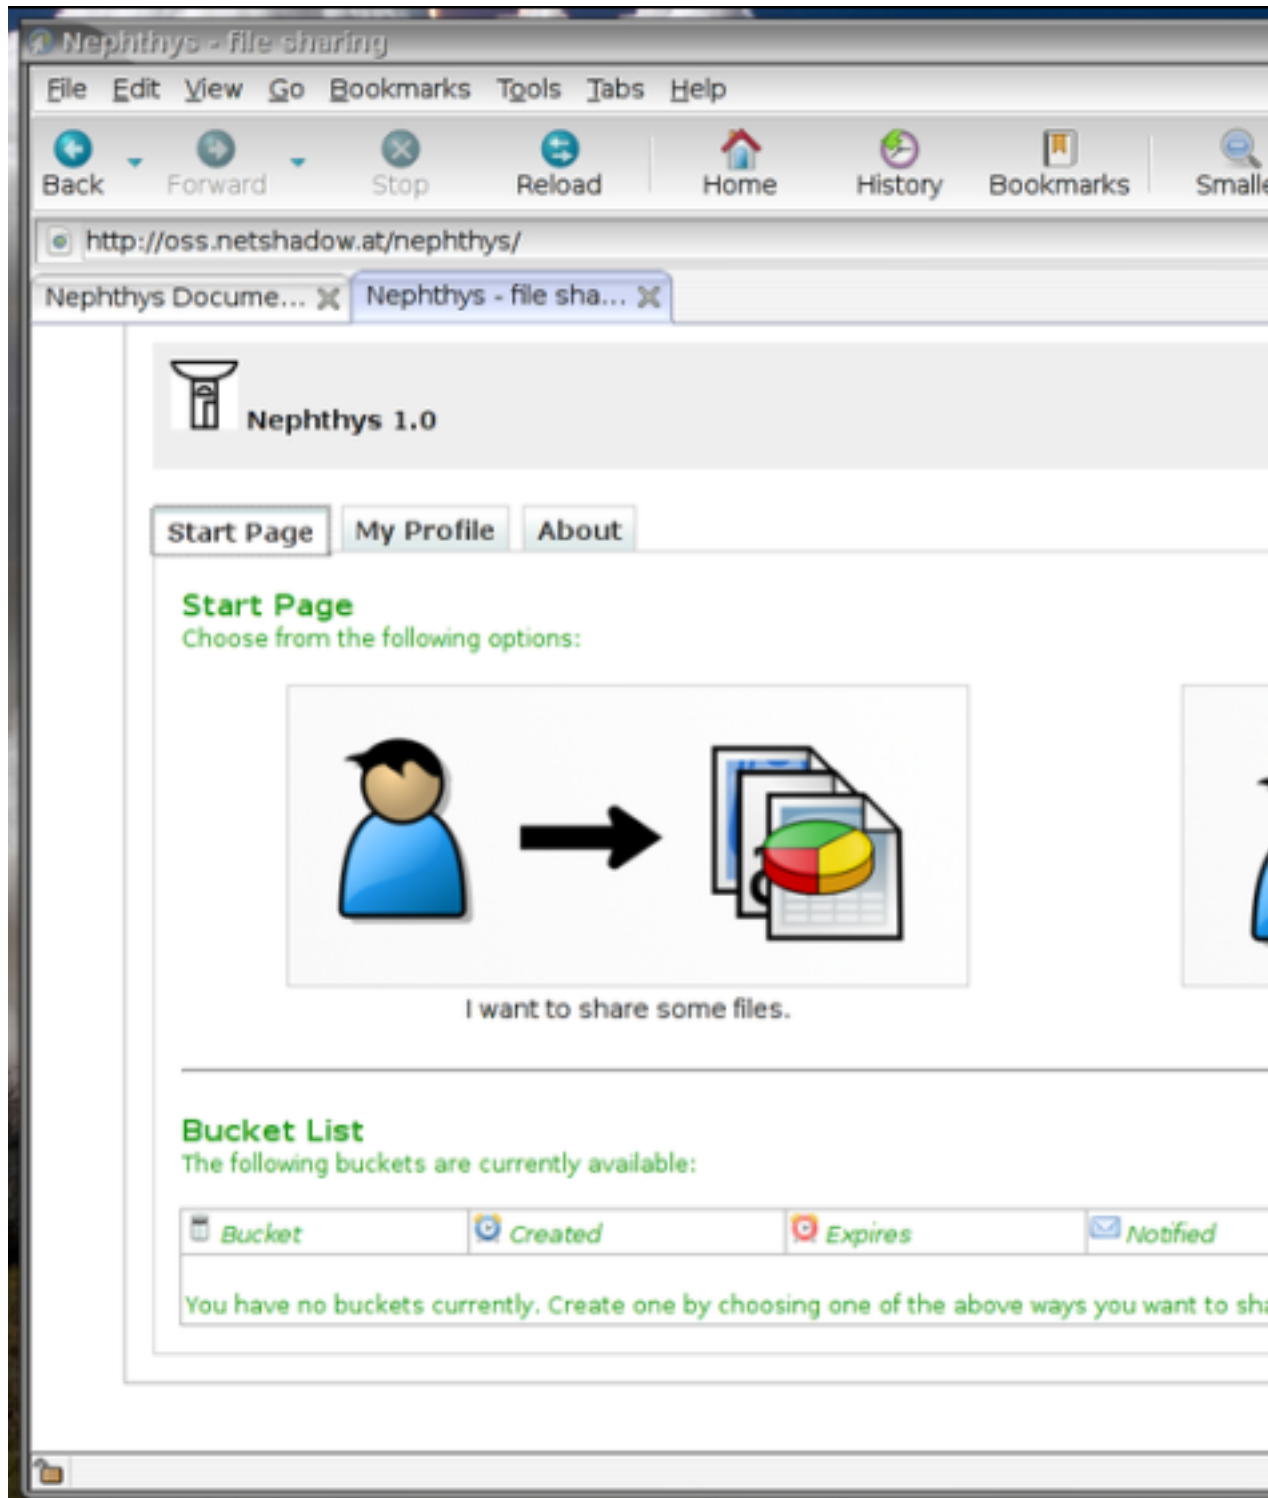 Nephthys - file sharing
File Edit View Go Bookmarks Tools Tabs Help
Back Forward Stop Reload Home History Bookmarks Smalle
http://oss.netshadow.at/nephthys/
Nephthys Docume... Nephthys - file sha...
Nephthys 1.0
Start Page My Profile About
Start Page
Choose from the following options:
I want to share some files.
Bucket List
The following buckets are currently available:
Bucket Created Expires Notified
You have no buckets currently. Create one by choosing one of the above ways you want to sha